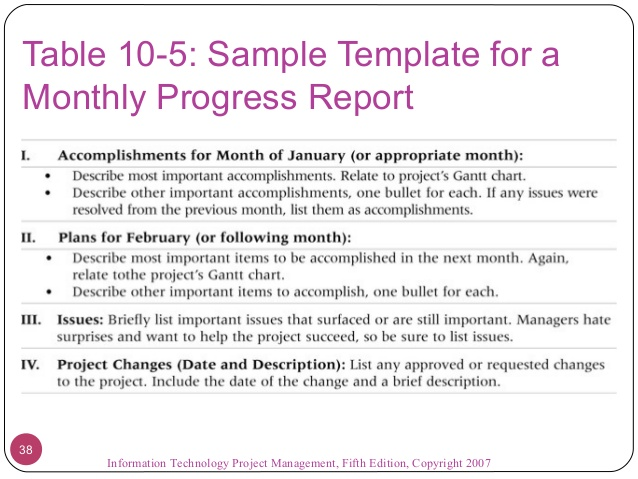 Table 10-5: Sample Template for a
Monthly Progress Report
I. Accomplishments for Month of January (or appropriate month):
• Describe most important accomplishments. Relate to project's Gantt chart.
• Describe other important accomplishments, one bullet for each. If any issues were
resolved from the previous month, list them as accomplishments.
II. Plans for February (or following month):
• Describe most important items to be accomplished in the next month. Again,
relate tothe project's Gantt chart.
• Describe other important items to accomplish, one bullet for each.
III. Issues: Briefly list important issues that surfaced or are still important. Managers hate
surprises and want to help the project succeed, so be sure to list issues.
IV. Project Changes (Date and Description): List any approved or requested changes
to the project. Include the date of the change and a brief description.
38
Information Technology Project Management, Fifth Edition, Copyright 2007